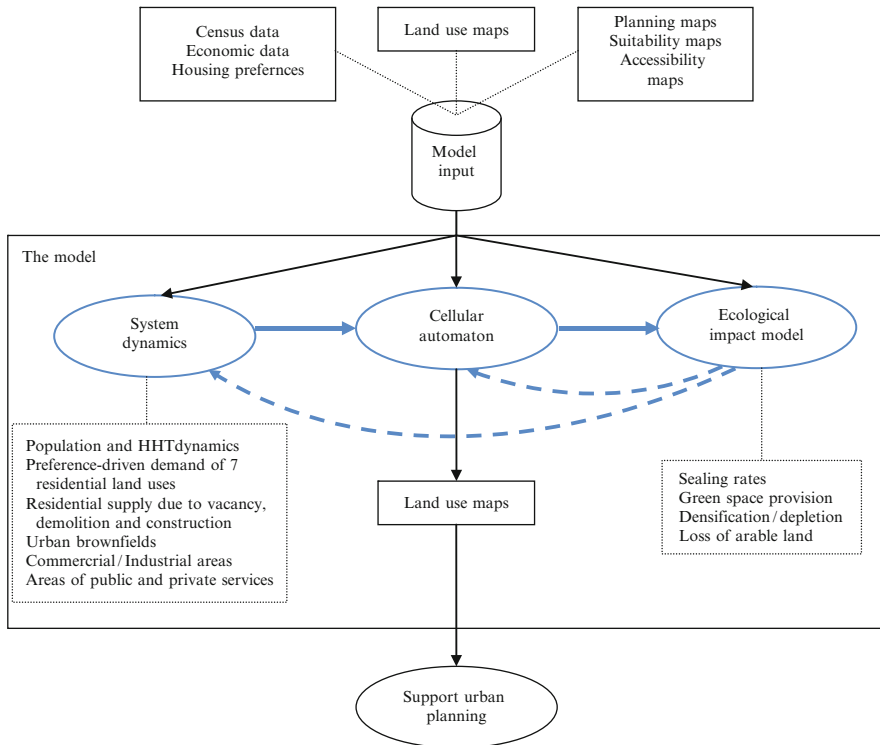 Census data
Economic data
Housing prefernces
Land use maps
Planning maps
Suitability maps
Accessibility
maps
Model
input
The model
System
dynamics
Cellular
automaton
Ecological
impact model
Population and HHTdynamics
Preference-driven demand of 7
residential land uses
Residential supply due to vacancy,
demolition and construction
Urban brownfields
Commercrial/Industrial areas
Areas of public and private services
Land use maps
Sealing rates
Green space provision
Densification/depletion
Loss of arable land
Support urban
planning